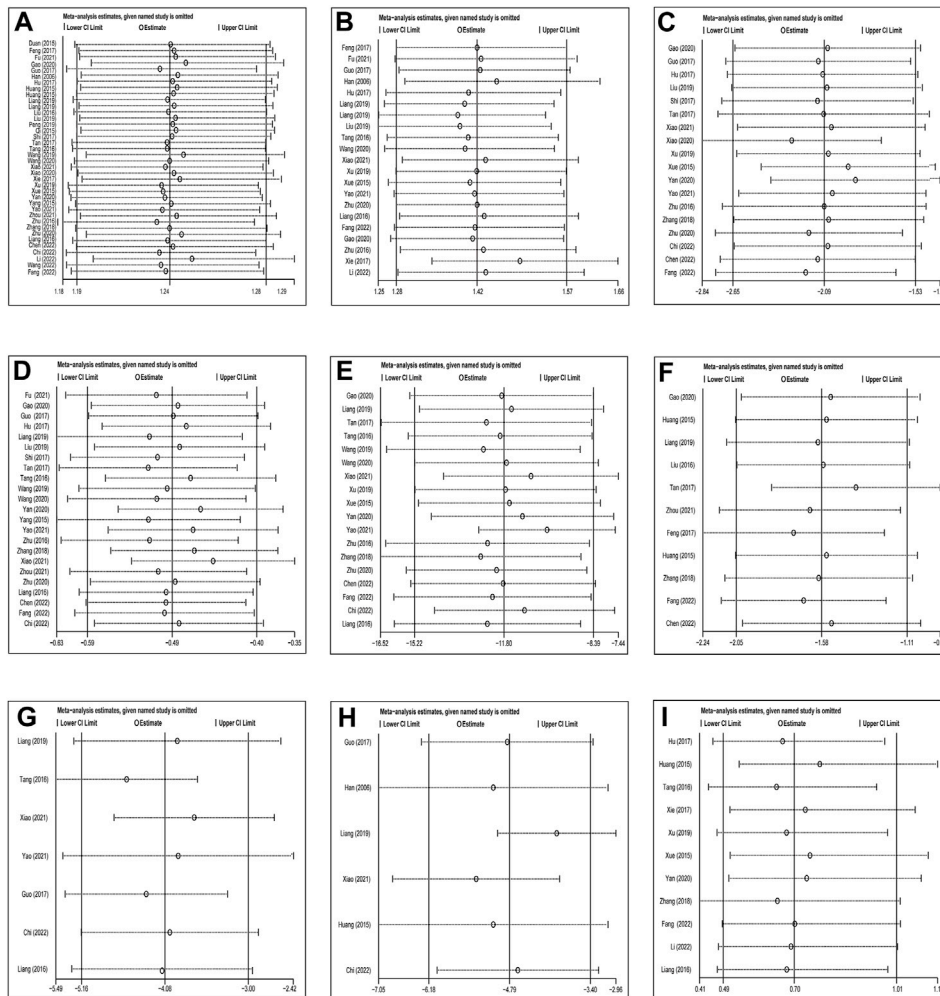 A
Meta-analysis estimates, given named study is omitted
Lower CI Limit Estimate Upper CI Limit
Duan (2018)
Feng (2017)
Fu (2021)
Gao (2020)
Guo (2017)
Han (2006)
Hu (2017)
Huang (2015)
Huang (2015)
Liang (2019)
Liang (2019)
Liu (2016)
Liu (2019)
Peng (2019)
Qi (2015)
Shi (2017)
Tan (2017)
Tang (2016)
Wang (2019)
Wang (2020)
Xiao (2021)
Xiao (2020)
Xie (2017)
Xu (2019)
Xue (2015)
Yan (2020)
Yang (2015)
Yao (2021)
Zhou (2021)
Zhu (2016)
Zhang (2018)
Zhu (2020)
Liang (2016)
Chen (2022)
Chi (2022)
Li (2022)
Wang (2022)
Fang (2022)
1.18 1.19 1.24 1.28 1.29
B
Meta-analysis estimates, given named study is omitted
Lower CI Limit Estimate Upper CI Limit
Feng (2017)
Fu (2021)
Guo (2017)
Han (2006)
Hu (2017)
Liang (2019)
Liang (2019)
Liu (2019)
Tang (2016)
Wang (2020)
Xiao (2021)
Xu (2019)
Xue (2015)
Yao (2021)
Zhu (2020)
Liang (2016)
Fang (2022)
Gao (2020)
Zhu (2016)
Xie (2017)
Li (2022)
1.25 1.28 1.42 1.57 1.66
C
Meta-analysis estimates, given named study is omitted
Lower CI Limit Estimate Upper CI Limit
Gao (2020)
Guo (2017)
Hu (2017)
Liu (2019)
Shi (2017)
Tan (2017)
Xiao (2021)
Xiao (2020)
Xu (2019)
Xue (2015)
Yan (2020)
Yao (2021)
Zhu (2016)
Zhang (2018)
Zhu (2020)
Chi (2022)
Chen (2022)
Fang (2022)
-2.84 -2.65 -2.09 -1.53
D
Meta-analysis estimates, given named study is omitted
Lower CI Limit Estimate Upper CI Limit
Fu (2021)
Gao (2020)
Guo (2017)
Hu (2017)
Liang (2019)
Liu (2019)
Shi (2017)
Tan (2017)
Tang (2016)
Wang (2019)
Wang (2020)
Yan (2020)
Yang (2015)
Yao (2021)
Zhu (2016)
Zhang (2018)
Xiao (2021)
Zhou (2021)
Zhu (2020)
Liang (2016)
Chen (2022)
Fang (2022)
Chi (2022)
-0.63 -0.59 -0.49 -0.40 -0.35
E
Meta-analysis estimates, given named study is omitted
Lower CI Limit Estimate Upper CI Limit
Gao (2020)
Liang (2019)
Tan (2017)
Tang (2016)
Wang (2019)
Wang (2020)
Xiao (2021)
Xu (2019)
Xue (2015)
Yan (2020)
Yao (2021)
Zhu (2016)
Zhang (2018)
Zhu (2020)
Chen (2022)
Fang (2022)
Chi (2022)
Liang (2016)
-16.52 -15.22 -11.80 -8.39 -7.44
F
Meta-analysis estimates, given named study is omitted
Lower CI Limit Estimate Upper CI Limit
Gao (2020)
Huang (2015)
Liang (2019)
Liu (2016)
Tan (2017)
Zhou (2021)
Feng (2017)
Huang (2015)
Zhang (2018)
Fang (2022)
Chen (2022)
-2.24 -2.05 -1.58 -1.11
G
Meta-analysis estimates, given named study is omitted
Lower CI Limit Estimate Upper CI Limit
Liang (2019)
Tang (2016)
Xiao (2021)
Yao (2021)
Guo (2017)
Chi (2022)
Liang (2016)
-5.49 -5.16 -4.08 -3.00 -2.42
H
Meta-analysis estimates, given named study is omitted
Lower CI Limit Estimate Upper CI Limit
Guo (2017)
Han (2006)
Liang (2019)
Xiao (2021)
Huang (2015)
Chi (2022)
-7.05 -6.18 -4.79 -3.40 -2.96
I
Meta-analysis estimates, given named study is omitted
Lower CI Limit Estimate Upper CI Limit
Hu (2017)
Huang (2015)
Tang (2016)
Xie (2017)
Xu (2019)
Xue (2015)
Yan (2020)
Zhang (2018)
Fang (2022)
Li (2022)
Liang (2016)
0.41 0.49 0.70 1.01